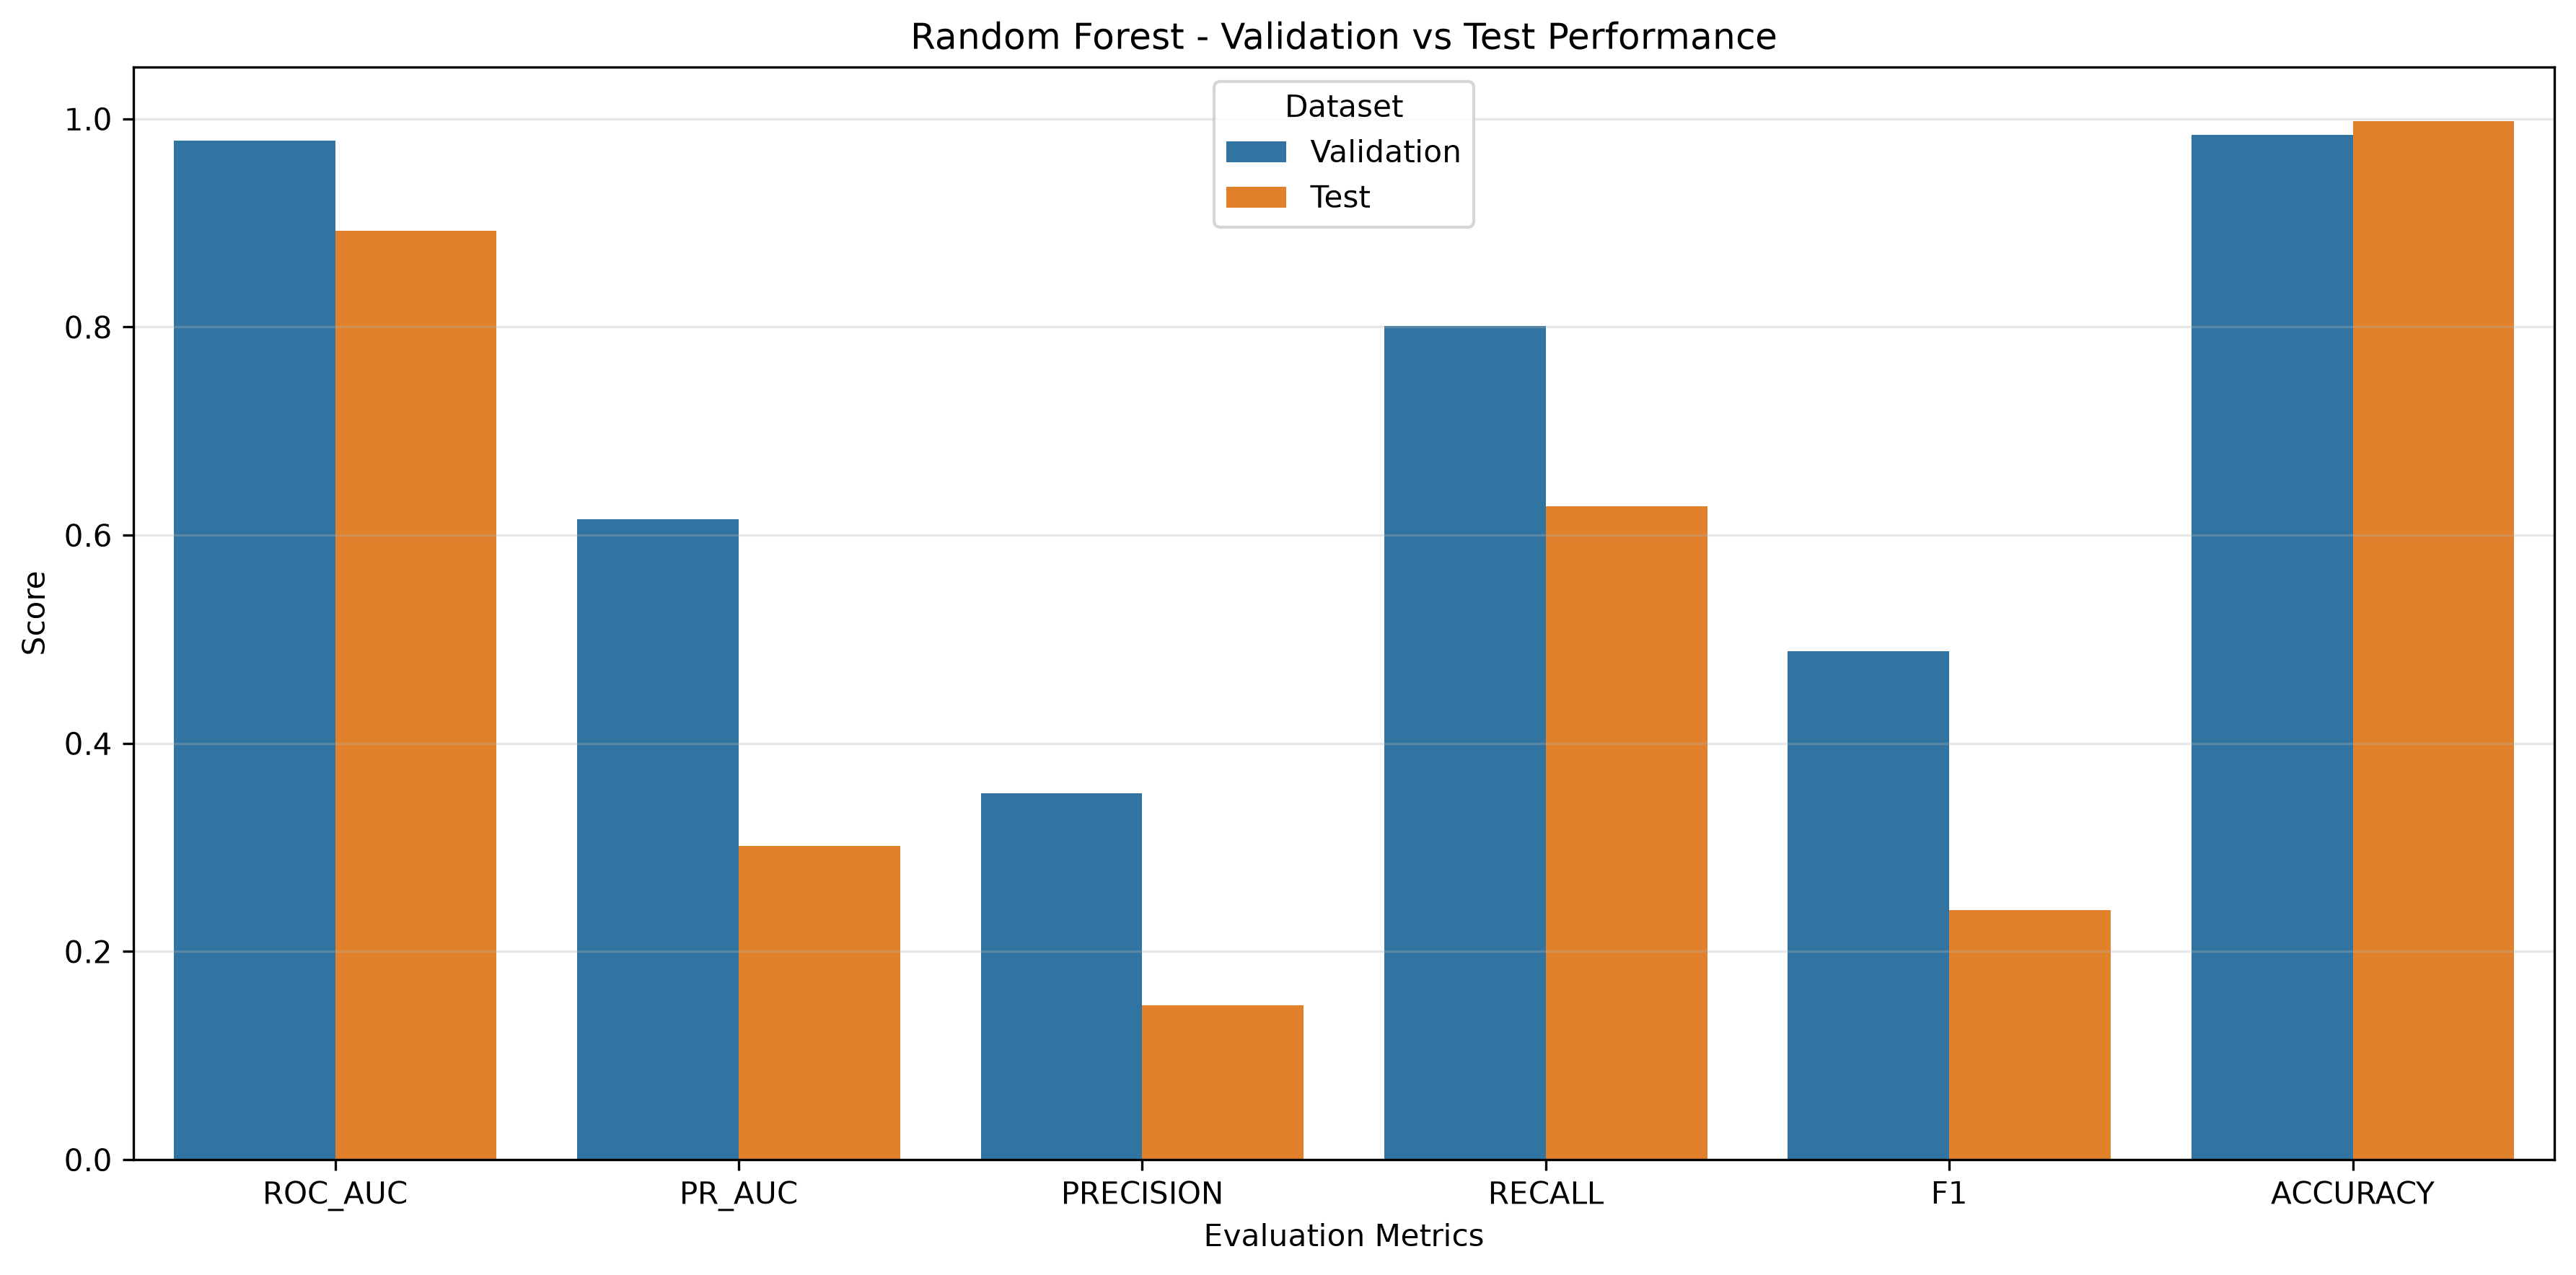 Random Forest - Validation vs Test Performance
Dataset
Validation
Test
Score
1.0
0.8
0.6
0.4
0.2
0.0
ROC_AUC
PR_AUC
PRECISION
RECALL
F1
ACCURACY
Evaluation Metrics